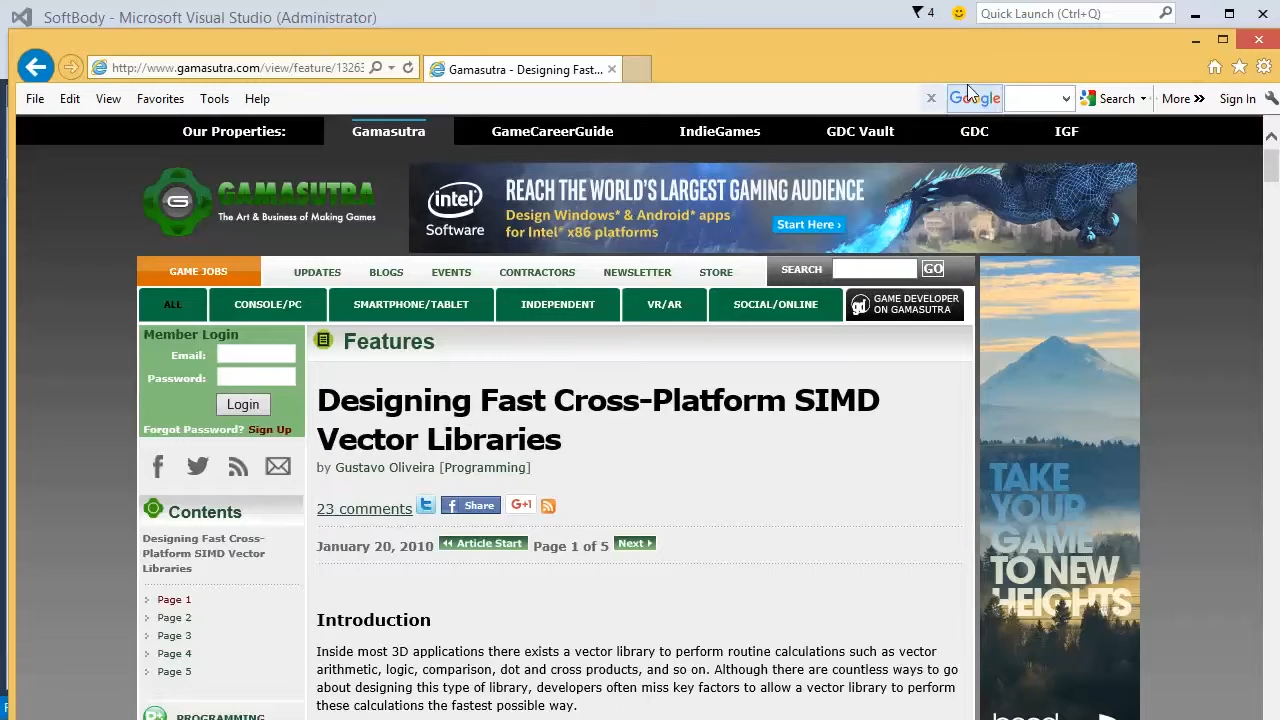 SoftBody - Microsoft Visual Studio (Administrator)
4
Quick Launch (Ctrl+Q)
http://www.gamasutra.com/view/feature/1326
Gamasutra - Designing Fast...
File Edit View Favorites Tools Help
Google
Search
More
Sign In
Our Properties: Gamasutra GameCareerGuide IndieGames GDC Vault GDC IGF
G
GAMASUTRA
The Art & Business of Making Games
intel
Software
REACH THE WORLD'S LARGEST GAMING AUDIENCE
Design Windows* & Android* apps
for Intel® x86 platforms
Start Here ›
GAME JOBS UPDATES BLOGS EVENTS CONTRACTORS NEWSLETTER STORE SEARCH GO
ALL CONSOLE/PC SMARTPHONE/TABLET INDEPENDENT VR/AR SOCIAL/ONLINE
gd
GAME DEVELOPER
ON GAMASUTRA
Member Login
Email:
Password:
Login
Forgot Password? Sign Up
Contents
Designing Fast Cross-
Platform SIMD Vector
Libraries
Page 1
Page 2
Page 3
Page 4
Page 5
PROGRAMMING
Features
Designing Fast Cross-Platform SIMD
Vector Libraries
by Gustavo Oliveira [Programming]
23 comments
Share
G+1
January 20, 2010 Article Start Page 1 of 5 Next
Introduction
Inside most 3D applications there exists a vector library to perform routine calculations such as vector
arithmetic, logic, comparison, dot and cross products, and so on. Although there are countless ways to go
about designing this type of library, developers often miss key factors to allow a vector library to perform
these calculations the fastest possible way.
TAKE
YOUR
GAME
TO NEW
HEIGHTS